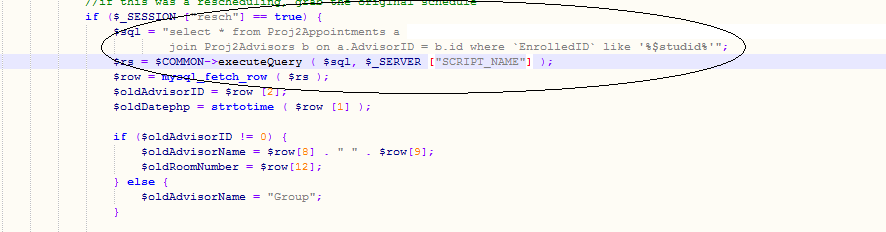 //if this was a rescheduling, grab the original schedule
if ($_SESSION ["resch"] == true) {
$sql = "select * from Proj2Appointments a
join Proj2Advisors b on a.AdvisorID = b.id where `EnrolledID` like '%$studid%'";
$rs = $COMMON->executeQuery ( $sql, $_SERVER ["SCRIPT_NAME"] );
$row = mysql_fetch_row ( $rs );
$oldAdvisorID = $row [2];
$oldDatephp = strtotime ( $row [1] );
if ($oldAdvisorID != 0) {
$oldAdvisorName = $row[8] . " " . $row[9];
$oldRoomNumber = $row[12];
} else {
$oldAdvisorName = "Group";
}